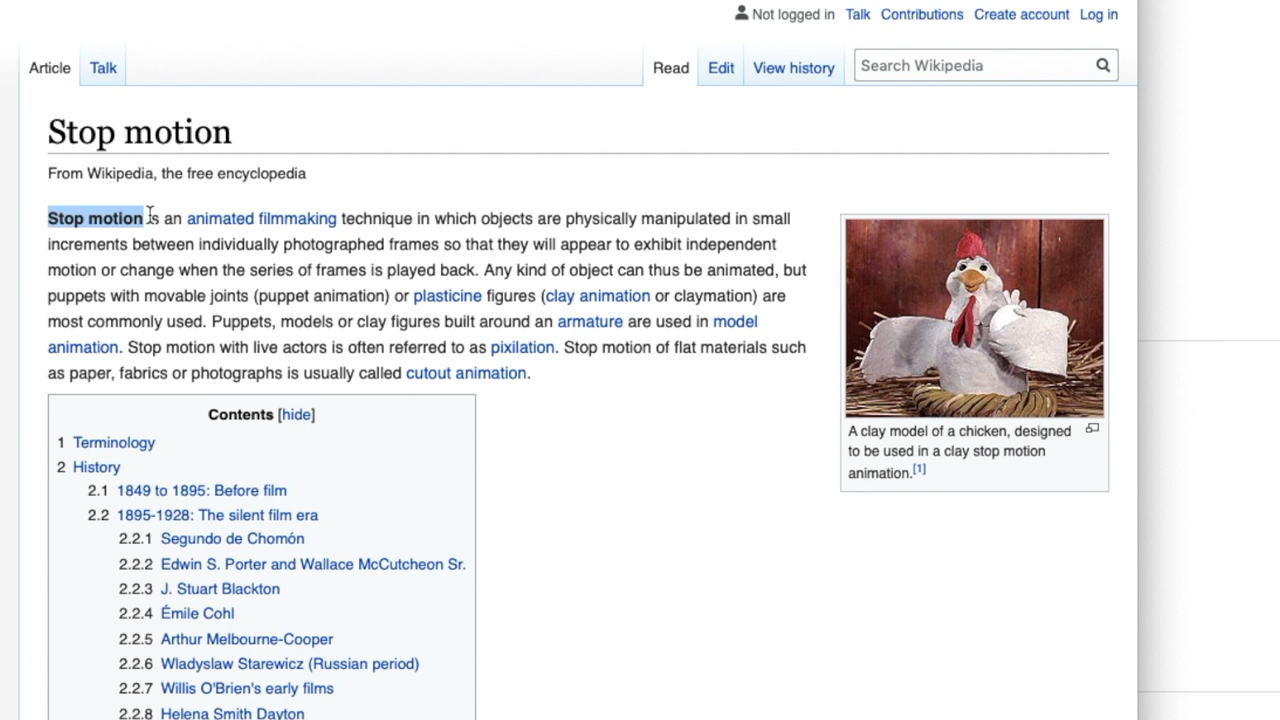 Not logged in Talk Contributions Create account Log in
Article Talk Read Edit View history Search Wikipedia
Stop motion
From Wikipedia, the free encyclopedia
Stop motion is an animated filmmaking technique in which objects are physically manipulated in small
increments between individually photographed frames so that they will appear to exhibit independent
motion or change when the series of frames is played back. Any kind of object can thus be animated, but
puppets with movable joints (puppet animation) or plasticine figures (clay animation or claymation) are
most commonly used. Puppets, models or clay figures built around an armature are used in model
animation. Stop motion with live actors is often referred to as pixilation. Stop motion of flat materials such
as paper, fabrics or photographs is usually called cutout animation.
A clay model of a chicken, designed
to be used in a clay stop motion
animation.[1]
Contents [hide]
1 Terminology
2 History
2.1 1849 to 1895: Before film
2.2 1895-1928: The silent film era
2.2.1 Segundo de Chomón
2.2.2 Edwin S. Porter and Wallace McCutcheon Sr.
2.2.3 J. Stuart Blackton
2.2.4 Émile Cohl
2.2.5 Arthur Melbourne-Cooper
2.2.6 Wladyslaw Starewicz (Russian period)
2.2.7 Willis O'Brien's early films
2.2.8 Helena Smith Dayton